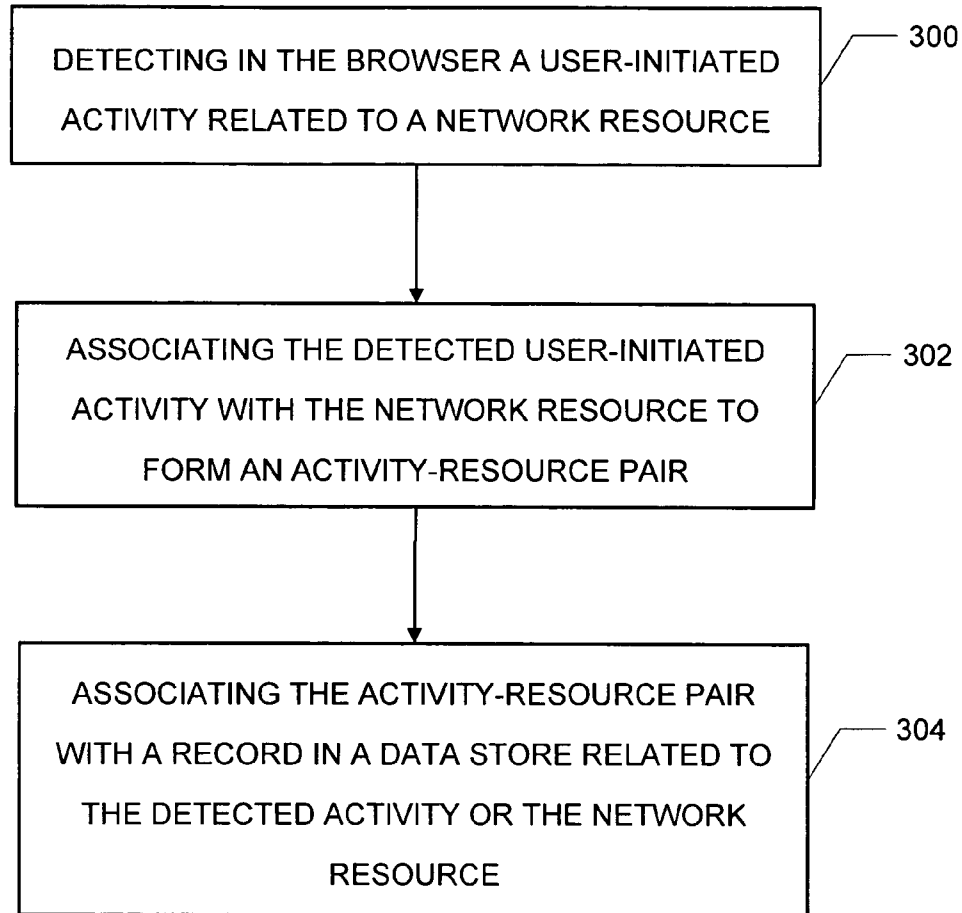 DETECTING IN THE BROWSER A USER-INITIATED
ACTIVITY RELATED TO A NETWORK RESOURCE
300
ASSOCIATING THE DETECTED USER-INITIATED
ACTIVITY WITH THE NETWORK RESOURCE TO
FORM AN ACTIVITY-RESOURCE PAIR
302
ASSOCIATING THE ACTIVITY-RESOURCE PAIR
WITH A RECORD IN A DATA STORE RELATED TO
THE DETECTED ACTIVITY OR THE NETWORK
RESOURCE
304